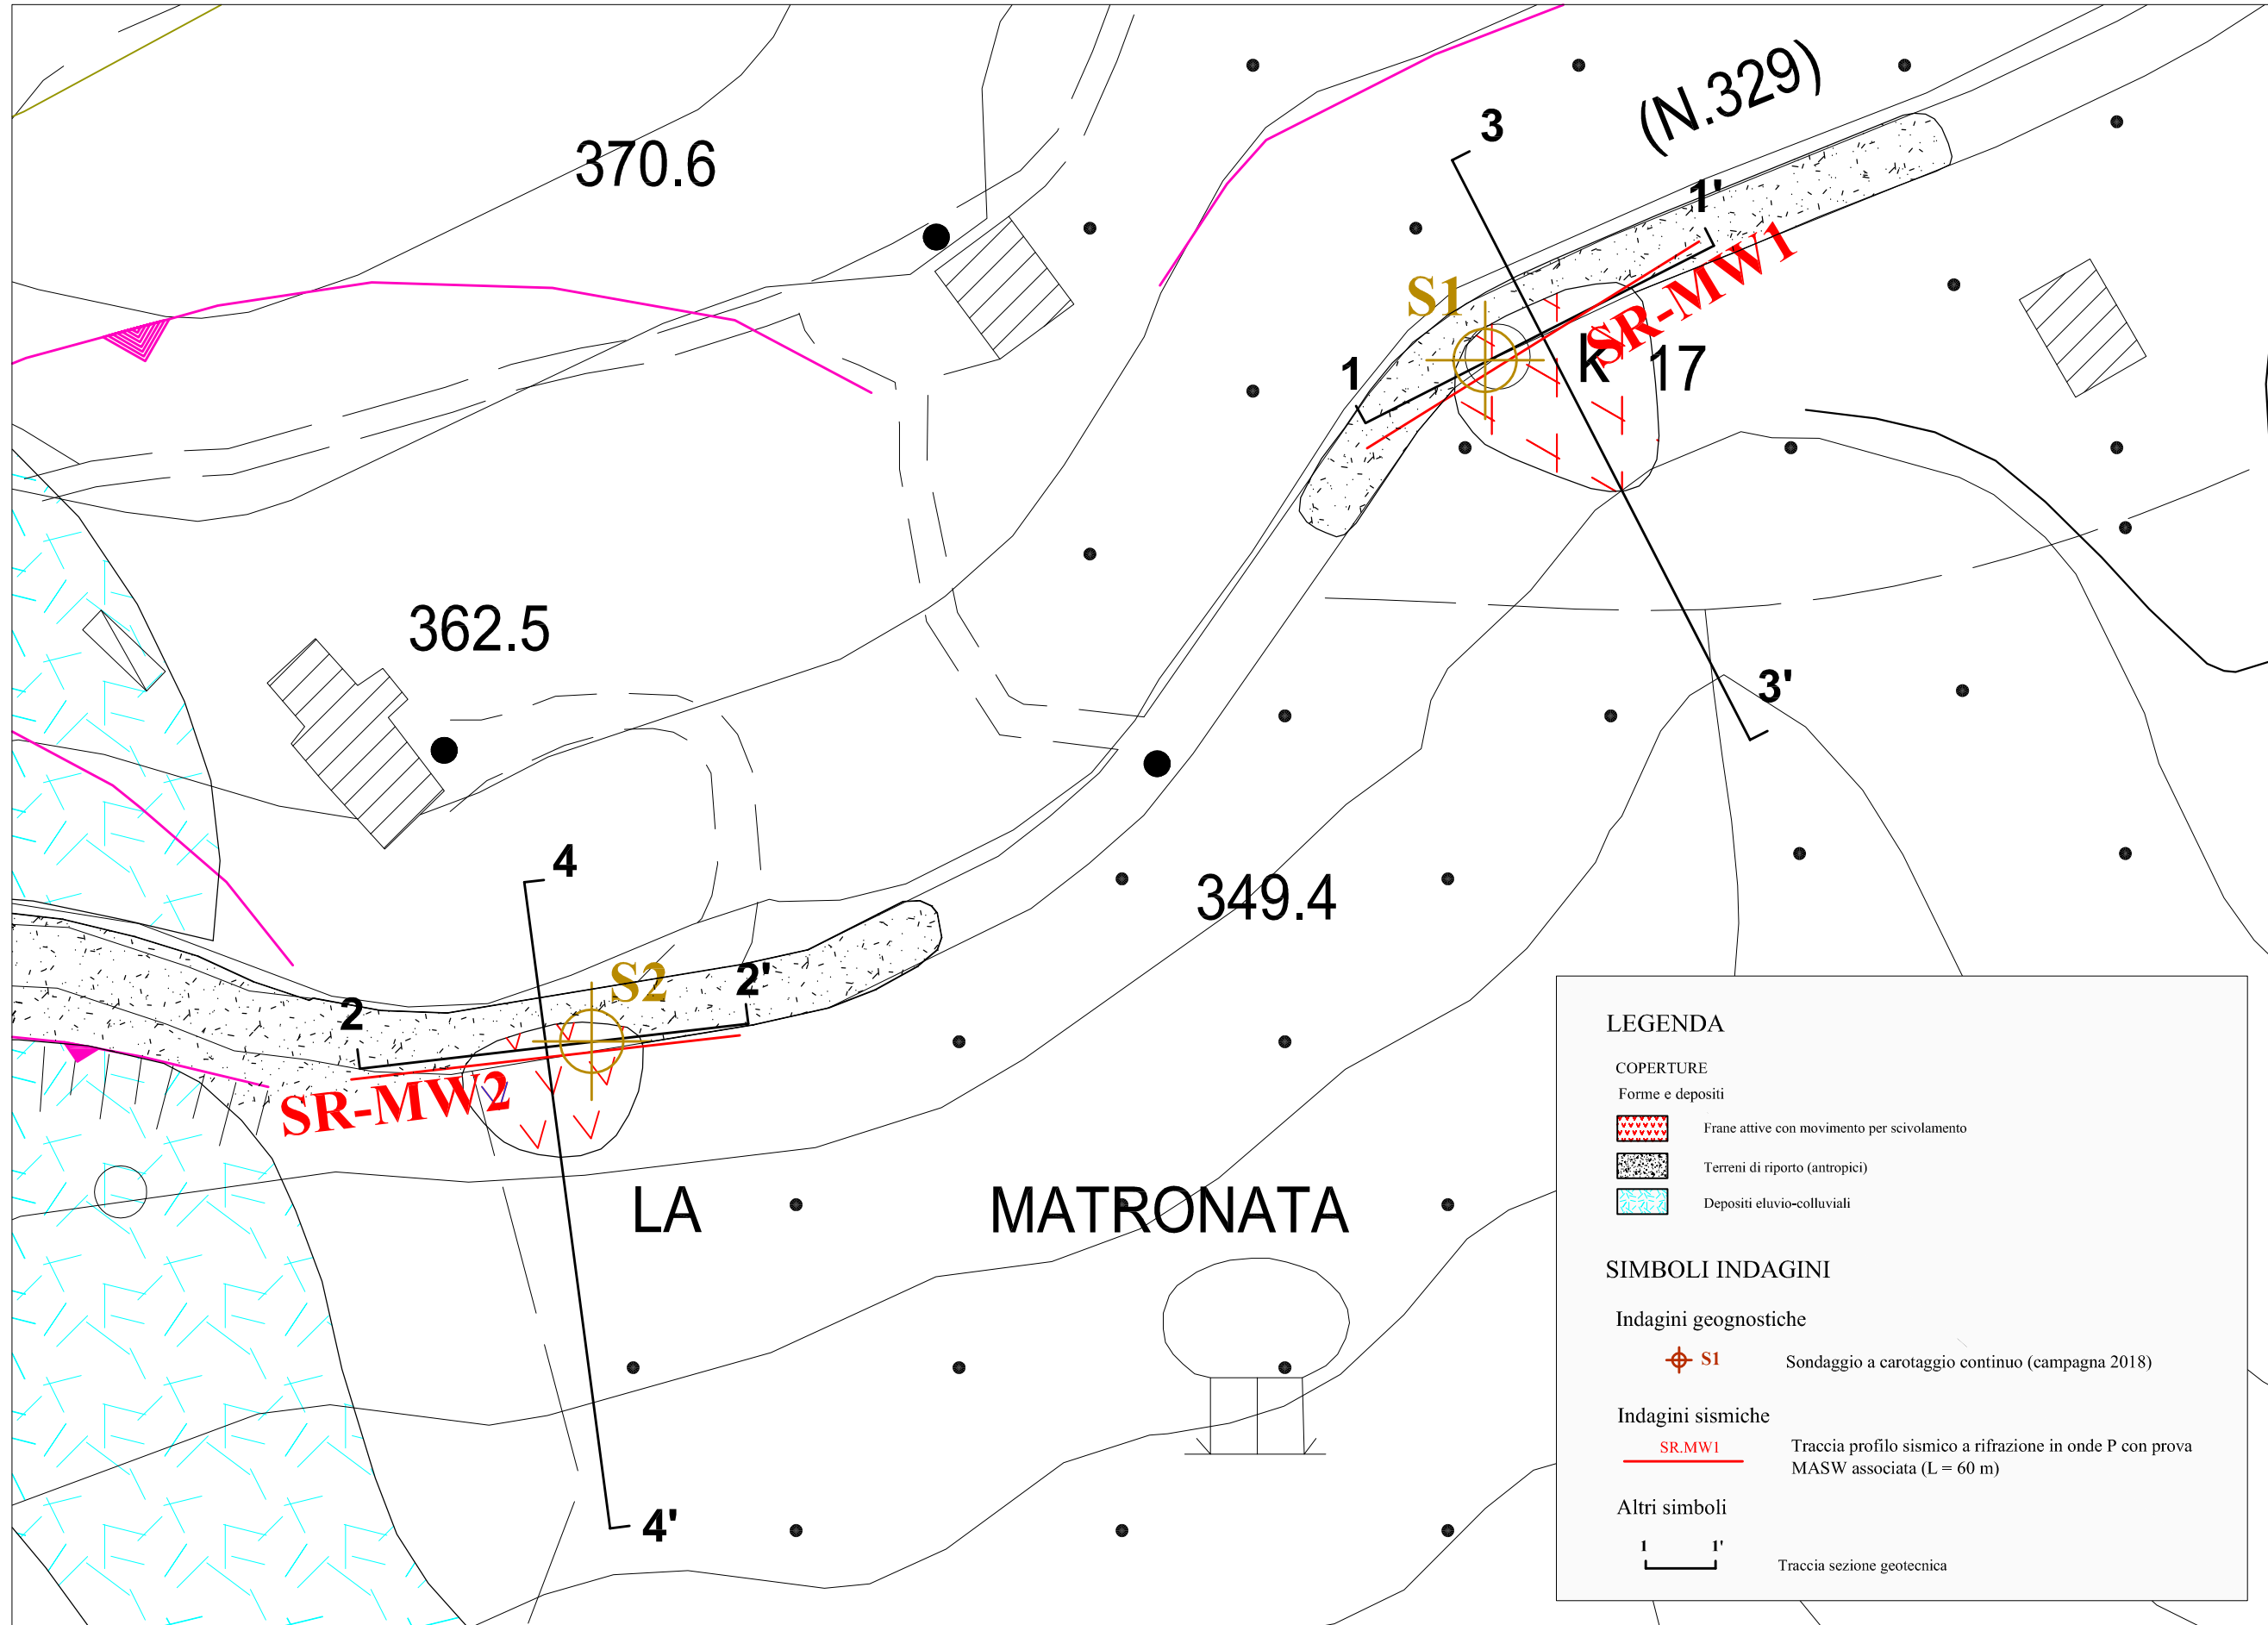 (N.329)
3
370.6
1'
SR-MW1
S1
k 17
1
362.5
3'
4
349.4
S2
2'
2
SR-MW2
LA MATRONATA
4'
LEGENDA
COPERTURE
Forme e depositi
Frane attive con movimento per scivolamento
Terreni di riporto (antropici)
Depositi eluvio-colluviali
SIMBOLI INDAGINI
Indagini geognostiche
S1 Sondaggio a carotaggio continuo (campagna 2018)
Indagini sismiche
SR.MW1 Traccia profilo sismico a rifrazione in onde P con prova
MASW associata (L = 60 m)
Altri simboli
1 1'
Traccia sezione geotecnica